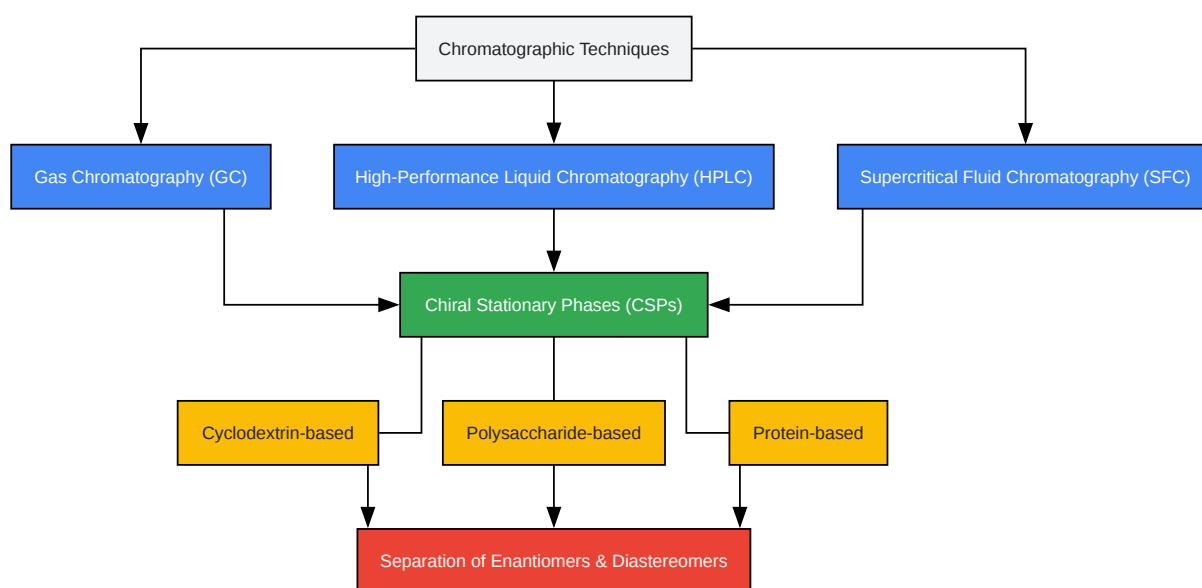 Chromatographic Techniques
Gas Chromatography (GC)
High-Performance Liquid Chromatography (HPLC)
Supercritical Fluid Chromatography (SFC)
Chiral Stationary Phases (CSPs)
Cyclodextrin-based
Polysaccharide-based
Protein-based
Separation of Enantiomers & Diastereomers